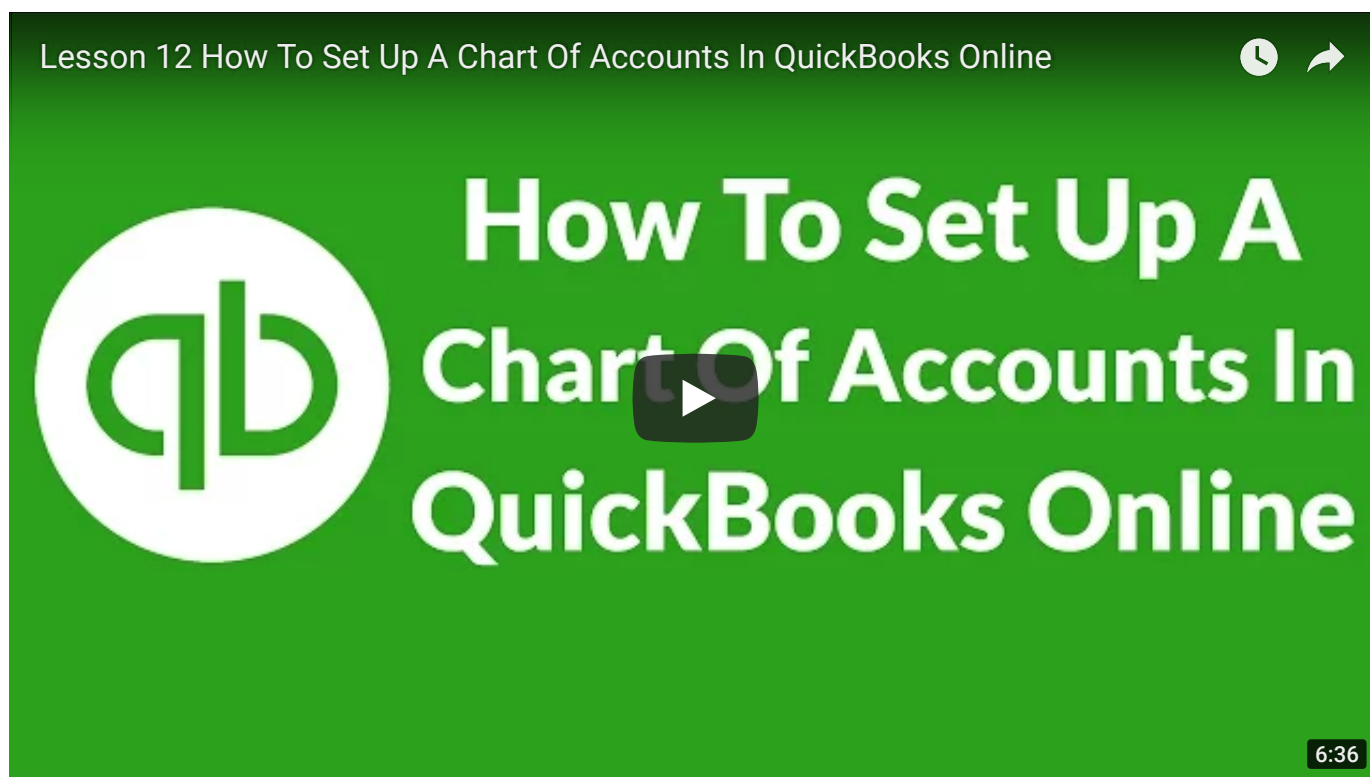 Lesson 12 How To Set Up A Chart Of Accounts In QuickBooks Online
How To Set Up A
Chart Of Accounts In
QuickBooks Online
qb
6:36